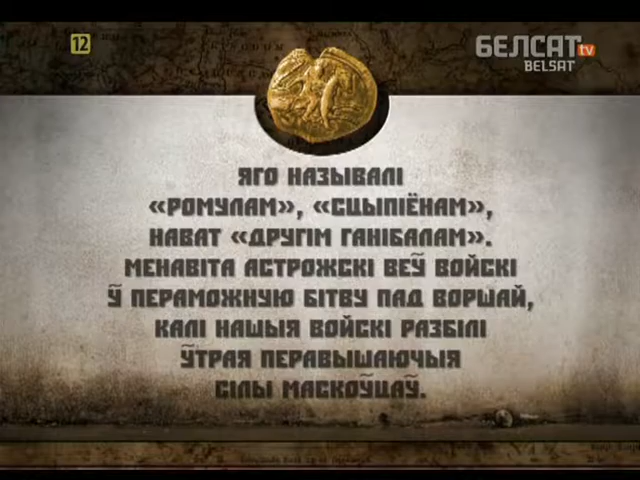 12
БЕЛСАТ tv
BELSAT
ЯГО НАЗЫВАЛІ
«РОМУЛАМ», «СЦЫПІЁНАМ»,
НАВАТ «ДРУГІМ ГАНІБАЛАМ».
МЕНАВІТА АСТРОЖСКІ ВЕЎ ВОЙСКІ
Ў ПЕРАМОЖНУЮ БІТВУ ПАД ВОРШАЙ,
КАЛІ НАШЫЯ ВОЙСКІ РАЗБІЛІ
ЎТРАЯ ПЕРАВЫШАЮЧЫЯ
СІЛЫ МАСКОЎЦАЎ.